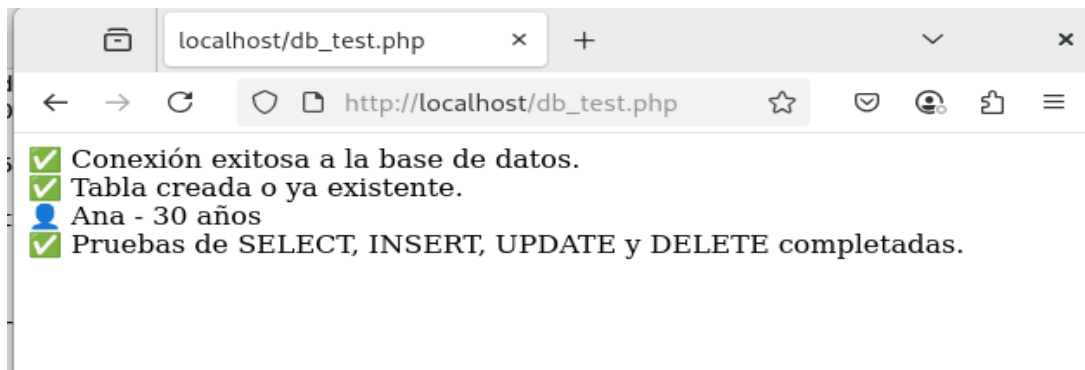 localhost/db_test.php
http://localhost/db_test.php
✅ Conexión exitosa a la base de datos.
✅ Tabla creada o ya existente.
👤 Ana - 30 años
✅ Pruebas de SELECT, INSERT, UPDATE y DELETE completadas.